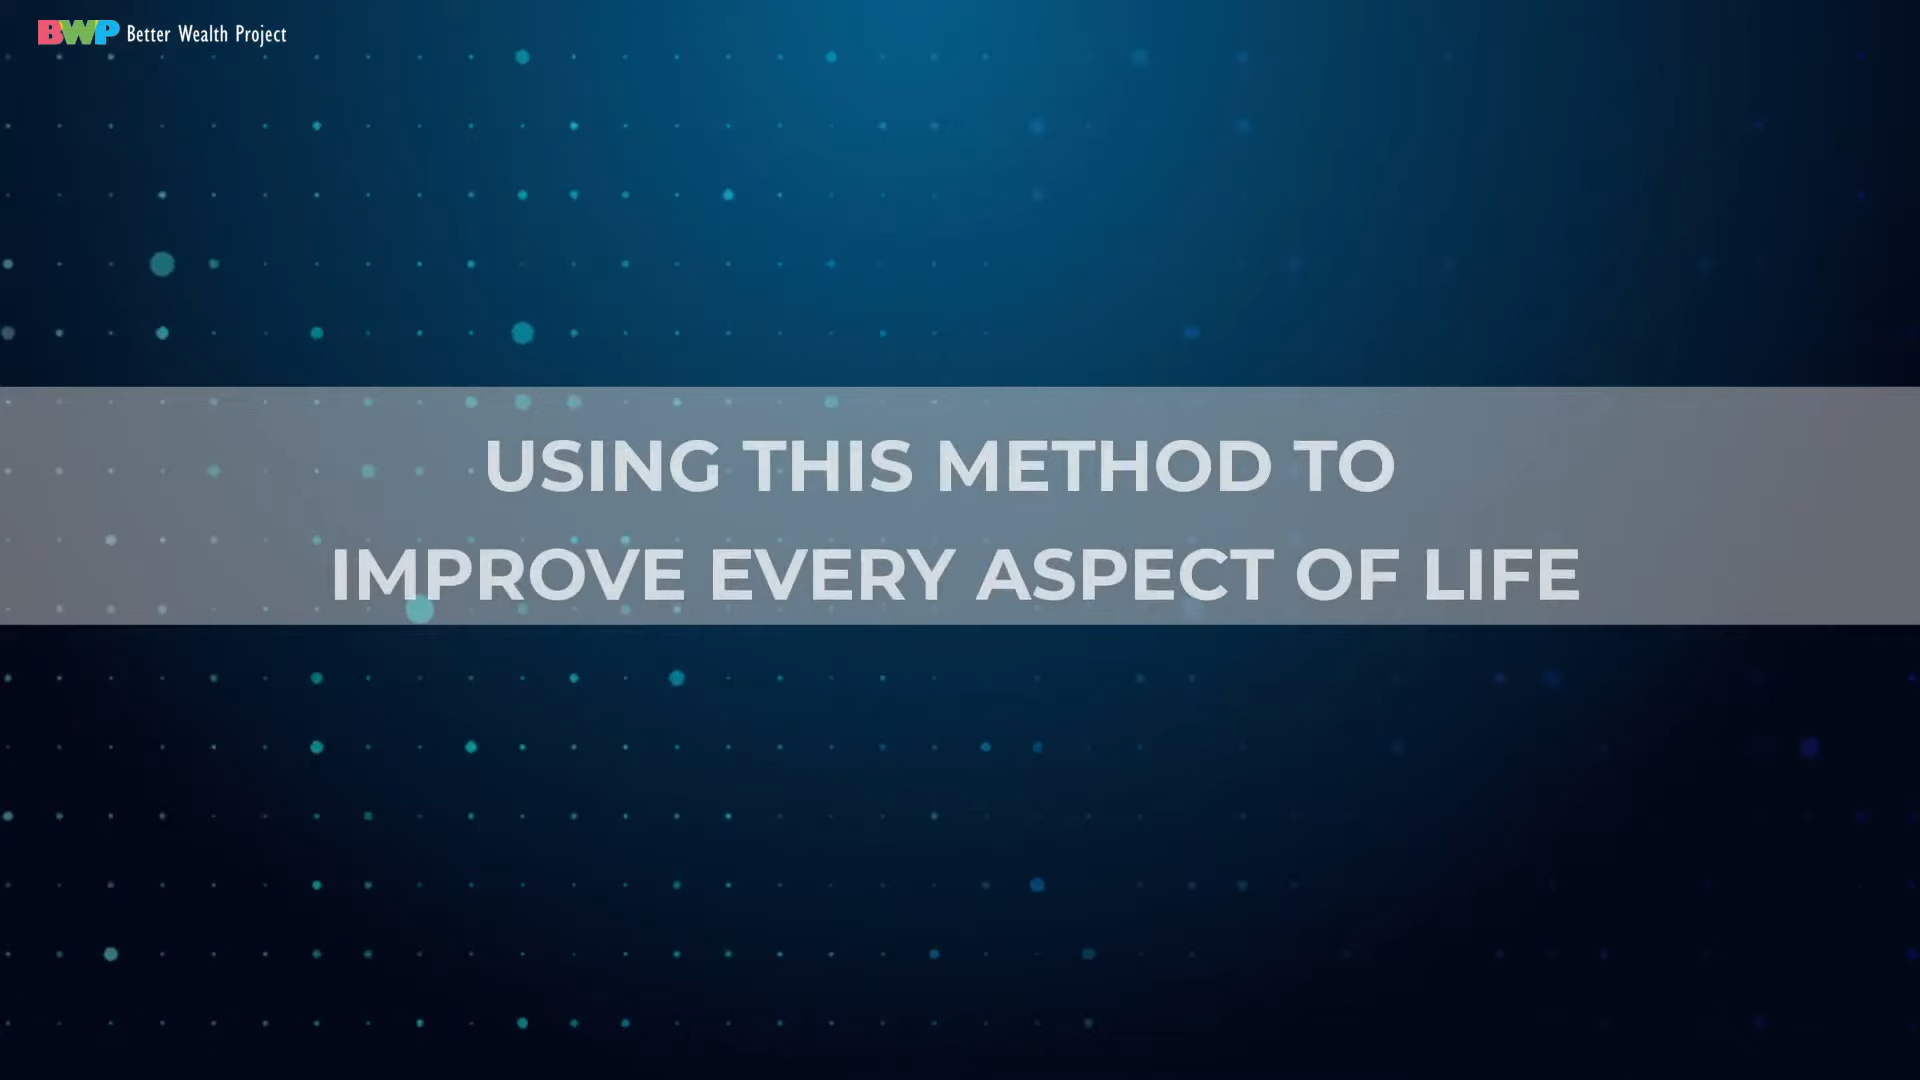 BWP Better Wealth Project
USING THIS METHOD TO
IMPROVE EVERY ASPECT OF LIFE